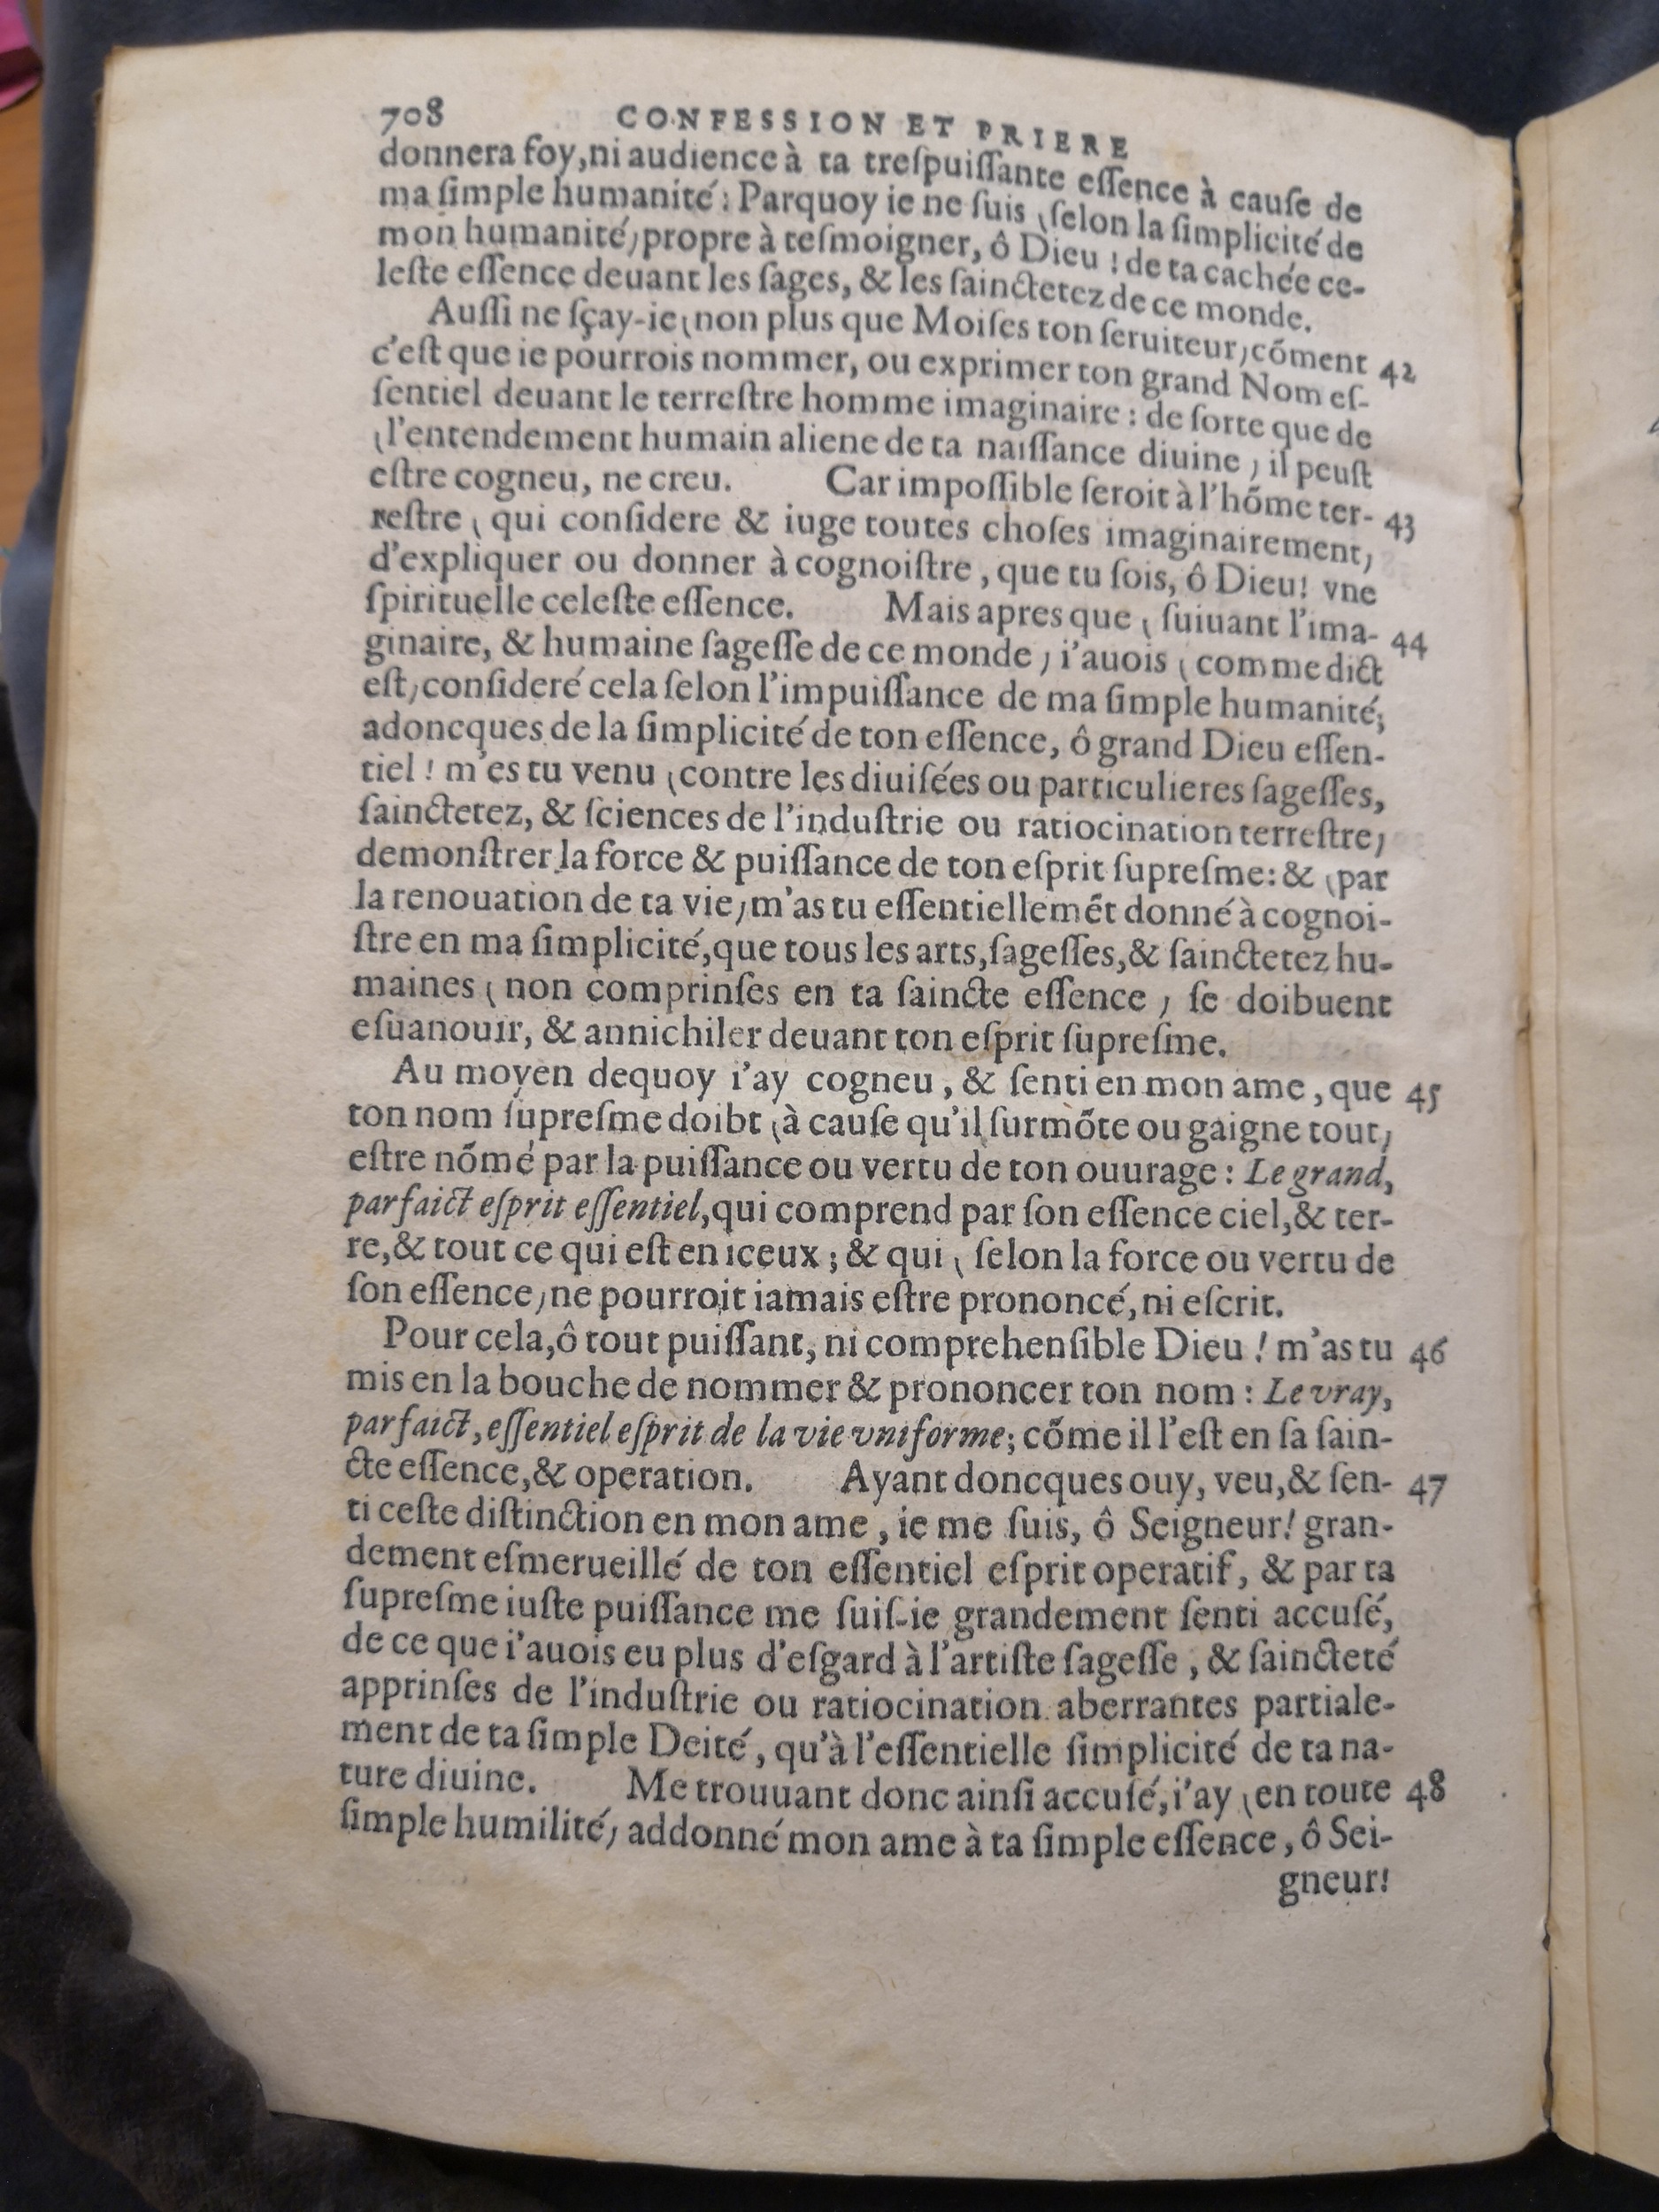 708 CONFESSION ET PRIERE
donnera foy, ni audience à ta treſpuiſſante eſſence à cauſe de
ma ſimple humanité : Parquoy ie ne ſuis (ſelon la ſimplicité de
mon humanité) propre à teſmoigner, ô Dieu ! de ta cachée ce-
leſte eſſence deuant les ſages, & les ſainctetez de ce monde.
Auſſi ne ſçay-ie (non plus que Moiſes ton ſeruiteur) cõment 42
c'eſt que ie pourrois nommer, ou exprimer ton grand Nom eſ-
ſentiel deuant le terreſtre homme imaginaire : de ſorte que de
(l'entendement humain aliene de ta naiſſance diuine) il peuſt
eſtre cogneu, ne creu. Car impoſſible ſeroit à l'hõme ter- 43
reſtre (qui conſidere & iuge toutes choſes imaginairement)
d'expliquer ou donner à cognoiſtre, que tu ſois, ô Dieu! vne
ſpirituelle celeſte eſſence. Mais apres que (ſuiuant l'ima- 44
ginaire, & humaine ſageſſe de ce monde) i'auois (comme dict
eſt) conſideré cela ſelon l'impuiſſance de ma ſimple humanité;
adoncques de la ſimplicité de ton eſſence, ô grand Dieu eſſen-
tiel ! m'es tu venu (contre les diuiſées ou particulieres ſageſſes,
ſainctetez, & ſciences de l'induſtrie ou ratiocination terreſtre)
demonſtrer la force & puiſſance de ton eſprit ſupreſme: & (par
la renouation de ta vie) m'as tu eſſentiellemẽt donné à cognoi-
ſtre en ma ſimplicité, que tous les arts, ſageſſes, & ſainctetez hu-
maines (non comprinſes en ta ſaincte eſſence) ſe doibuent
eſuanouir, & annichiler deuant ton eſprit ſupreſme.
Au moyen dequoy i'ay cogneu, & ſenti en mon ame, que 45
ton nom ſupreſme doibt (à cauſe qu'il ſurmõte ou gaigne tout)
eſtre nõmé par la puiſſance ou vertu de ton ouurage : Le grand,
parfaict eſprit eſſentiel, qui comprend par ſon eſſence ciel, & ter-
re, & tout ce qui eſt en iceux ; & qui (ſelon la force ou vertu de
ſon eſſence) ne pourroit iamais eſtre prononcé, ni eſcrit.
Pour cela, ô tout puiſſant, ni comprehenſible Dieu ! m'as tu 46
mis en la bouche de nommer & prononcer ton nom : Le vray,
parfaict, eſſentiel eſprit de la vie vniforme; cõme il l'eſt en ſa ſain-
cte eſſence, & operation. Ayant doncques ouy, veu, & ſen- 47
ti ceſte diſtinction en mon ame, ie me ſuis, ô Seigneur! gran-
dement eſmerueillé de ton eſſentiel eſprit operatif, & par ta
ſupreſme iuſte puiſſance me ſuiſ-ie grandement ſenti accuſé,
de ce que i'auois eu plus d'eſgard à l'artiſte ſageſſe, & ſaincteté
apprinſes de l'induſtrie ou ratiocination aberrantes partiale-
ment de ta ſimple Deité, qu'à l'eſſentielle ſimplicité de ta na-
ture diuine. Me trouuant donc ainſi accuſé, i'ay (en toute 48
ſimple humilité) addonné mon ame à ta ſimple eſſence, ô Sei-
gneur!